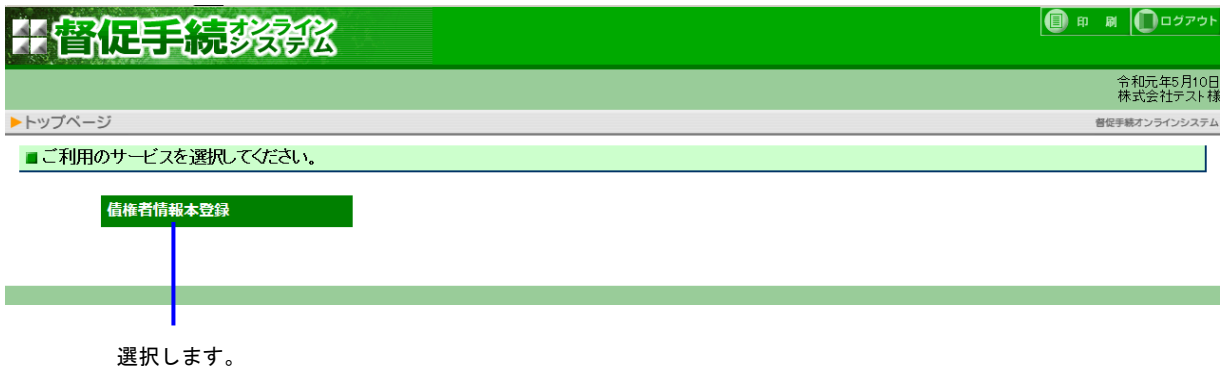 督促手続オンラインシステム
印 刷 ログアウト
令和元年5月10日
株式会社テスト様
▶トップページ 督促手続オンラインシステム
■ご利用のサービスを選択してください。
債権者情報本登録
選択します。